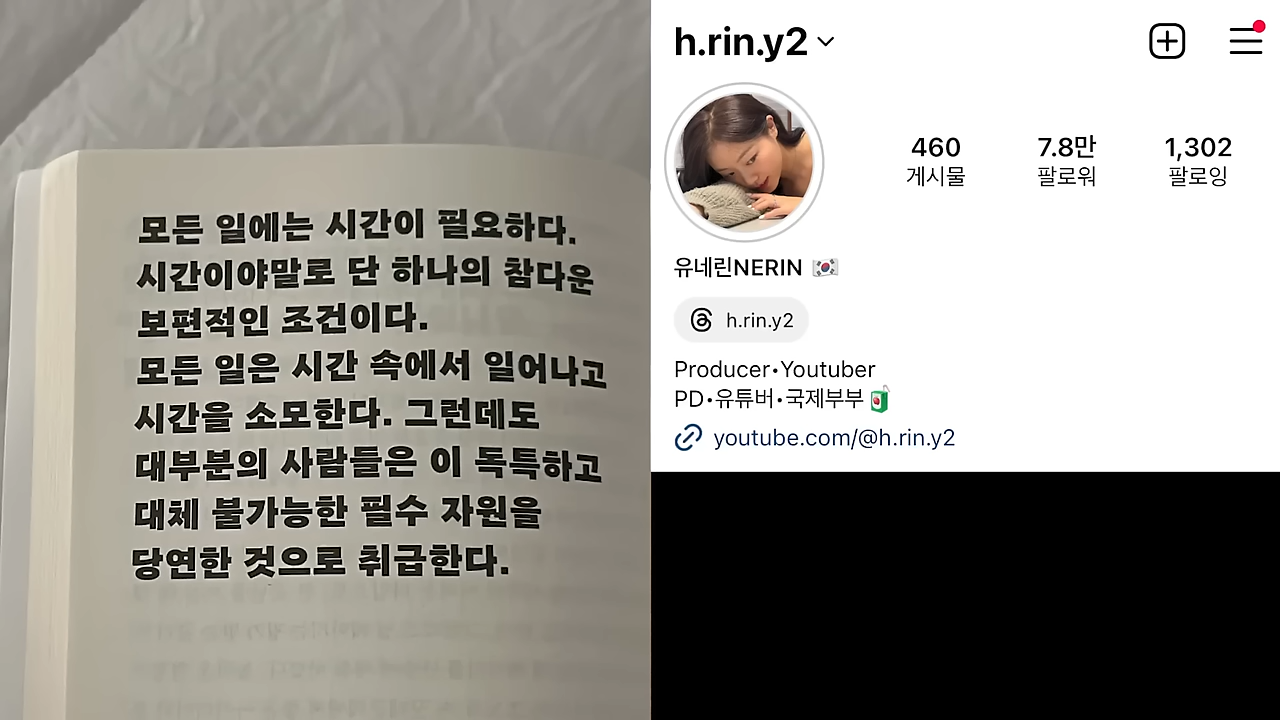 모든 일에는 시간이 필요하다.
시간이야말로 단 하나의 참다운
보편적인 조건이다.
모든 일은 시간 속에서 일어나고
시간을 소모한다. 그런데도
대부분의 사람들은 이 독특하고
대체 불가능한 필수 자원을
당연한 것으로 취급한다.
h.rin.y2
460 7.8만 1,302
게시물 팔로워 팔로잉
유네린NERIN 🇰🇷
h.rin.y2
Producer•Youtuber
PD•유튜버•국제부부🧃
youtube.com/@h.rin.y2